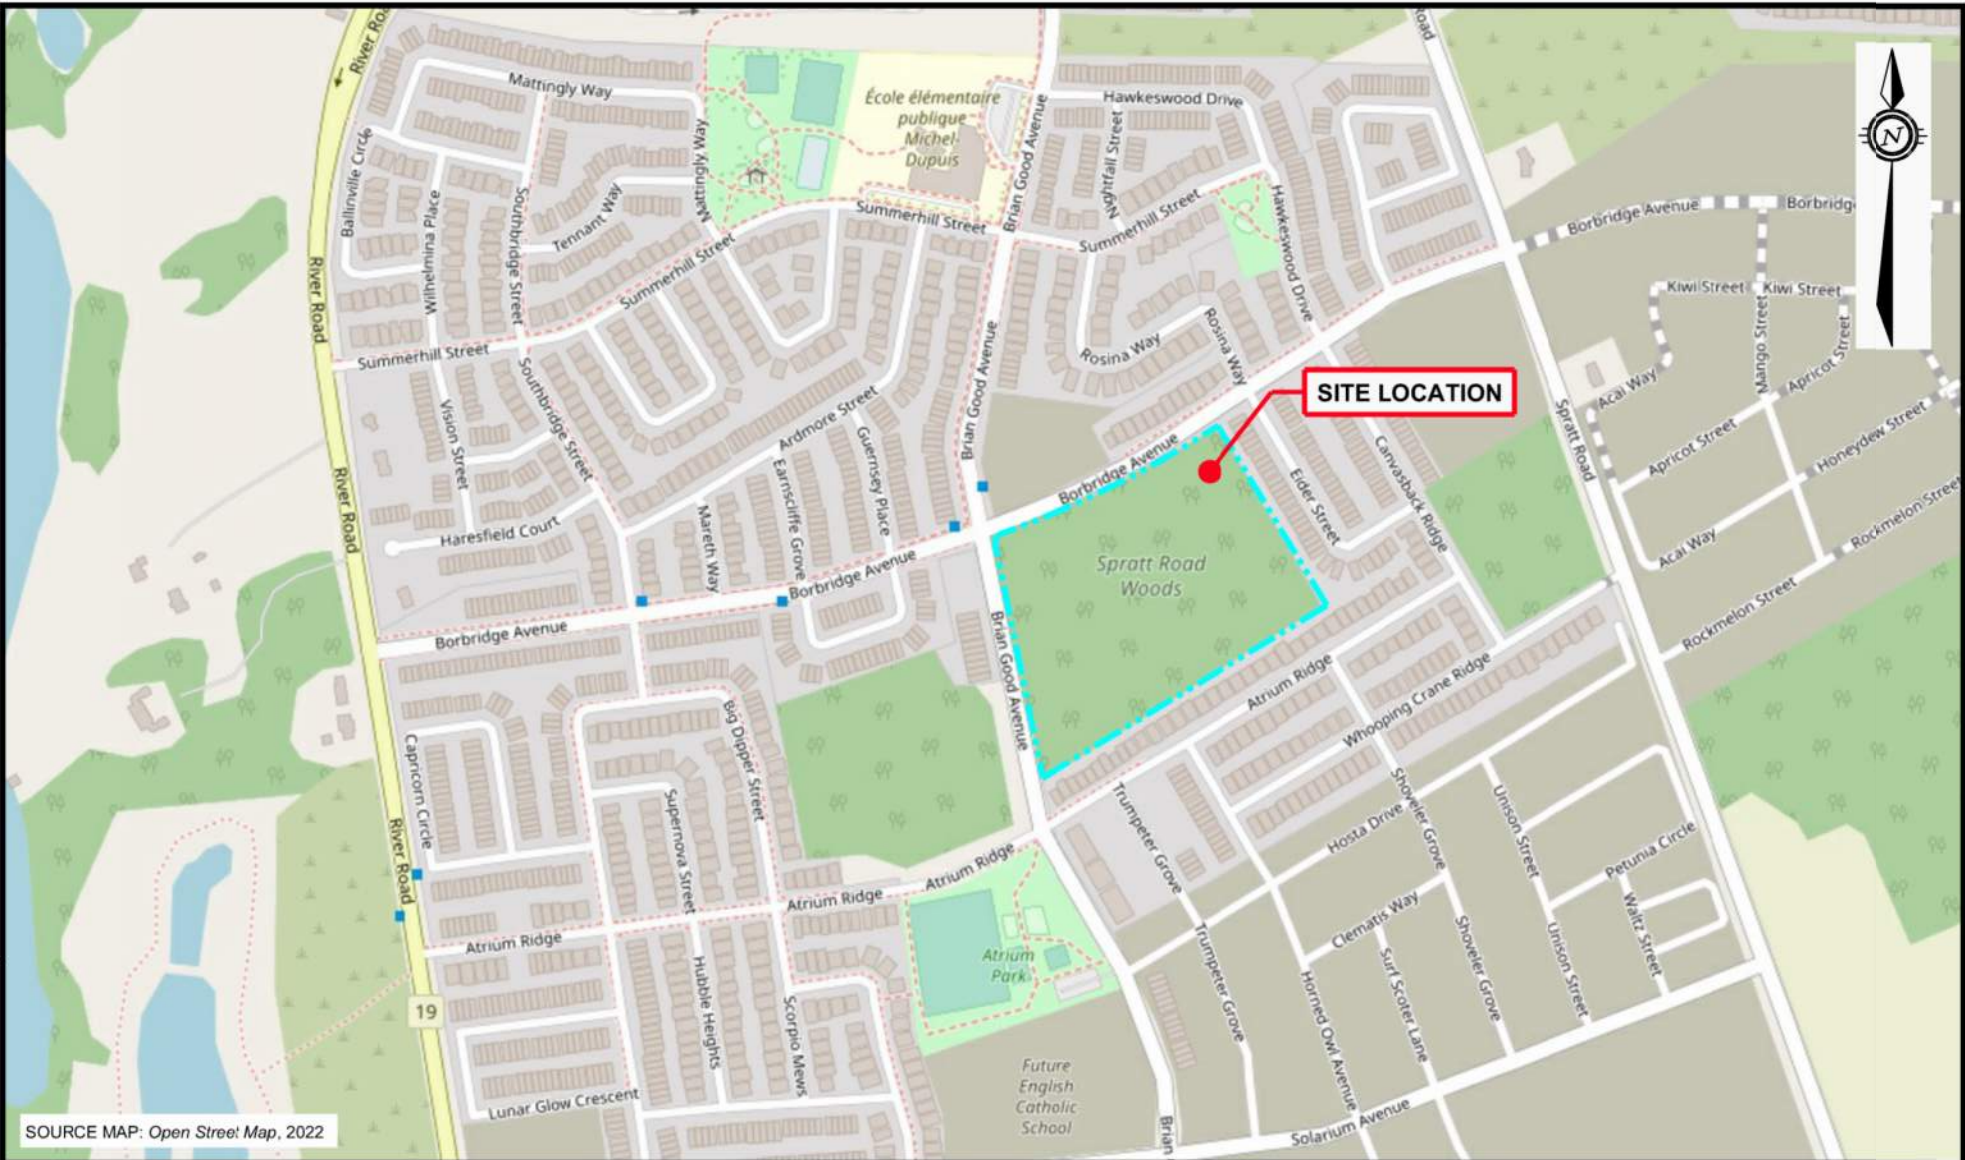 River Road
Road
Mattingly Way
École élémentaire
publique
Michel-
Dupuis
Hawkeswood Drive
N
Ballinville Circle
Mattingly Way
Brian Good Avenue
Nightfall Street
Wilhelmina Place
Southbridge Street
Tennant Way
Summerhill Street
Summerhill Street
Summerhill Street
Hawkeswood Drive
Borbridge Avenue
Borbridge
River Road
Kiwi Street
Kiwi Street
Mango Street
Apricot Street
Summerhill Street
Rosina Way
Rosina Way
Brian Good Avenue
Southbridge Street
Vision Street
Ardmore Street
SITE LOCATION
Acai Way
Apricot Street
Spratt Road
Honeydew Street
Guernsey Place
Earnscliffe Grove
Borbridge Avenue
Eider Street
Canvasback Ridge
River Road
Haresfield Court
Mareth Way
Borbridge Avenue
Spratt Road
Woods
Acai Way
Rockmelon Street
Rockmelon Street
Borbridge Avenue
Brian Good Avenue
Atrium Ridge
Whooping Crane Ridge
Big Dipper Street
Capricorn Circle
Supernova Street
Trumpeter Grove
Shoveler Grove
Hosta Drive
Unison Street
Petunia Circle
River Road
Atrium Ridge
Atrium Ridge
Atrium Ridge
Clematis Way
Waltz Street
Hubble Heights
Scorpio Mews
Atrium
Park
Trumpeter Grove
Horned Owl Avenue
Surf Scoter Lane
Shoveler Grove
Unison Street
19
Future
English
Catholic
School
Lunar Glow Crescent
Brian
Solarium Avenue
SOURCE MAP: Open Street Map, 2022